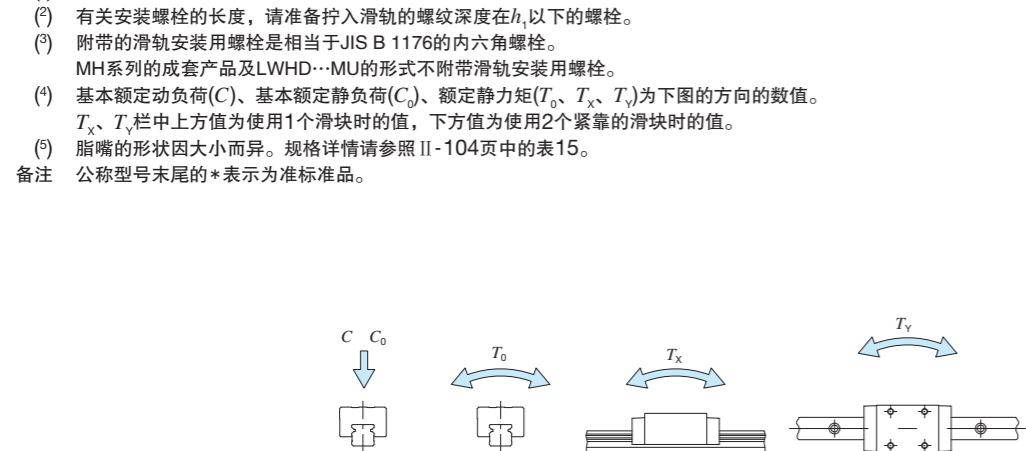 (²) 有关安装螺栓的长度，请准备拧入滑轨的螺纹深度在h₁以下的螺栓。
(³) 附带的滑轨安装用螺栓是相当于JIS B 1176的内六角螺栓。
MH系列的成套产品及LWHD…MU的形式不附带滑轨安装用螺栓。
(⁴) 基本额定动负荷(C)、基本额定静负荷(C₀)、额定静力矩(T₀、Tₓ、Tᵧ)为下图的方向的数值。
Tₓ、Tᵧ栏中上方值为使用1个滑块时的值，下方值为使用2个紧靠的滑块时的值。
(⁵) 脂嘴的形状因大小而异。规格详情请参照Ⅱ-104页中的表15。
备注 公称型号末尾的*表示为准标准品。
C C₀
T₀
Tₓ
Tᵧ